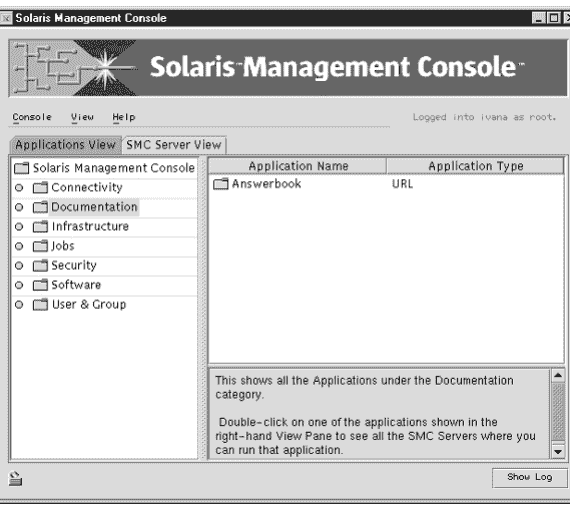 Solaris Management Console
Solaris™Management Console™
Console View Help
Logged into ivana as root.
Applications View SMC Server View
Solaris Management Console
Connectivity
Documentation
Infrastructure
Jobs
Security
Software
User & Group
Application Name Application Type
Answerbook URL
This shows all the Applications under the Documentation
category.
Double-click on one of the applications shown in the
right-hand View Pane to see all the SMC Servers where you
can run that application.
Show Log